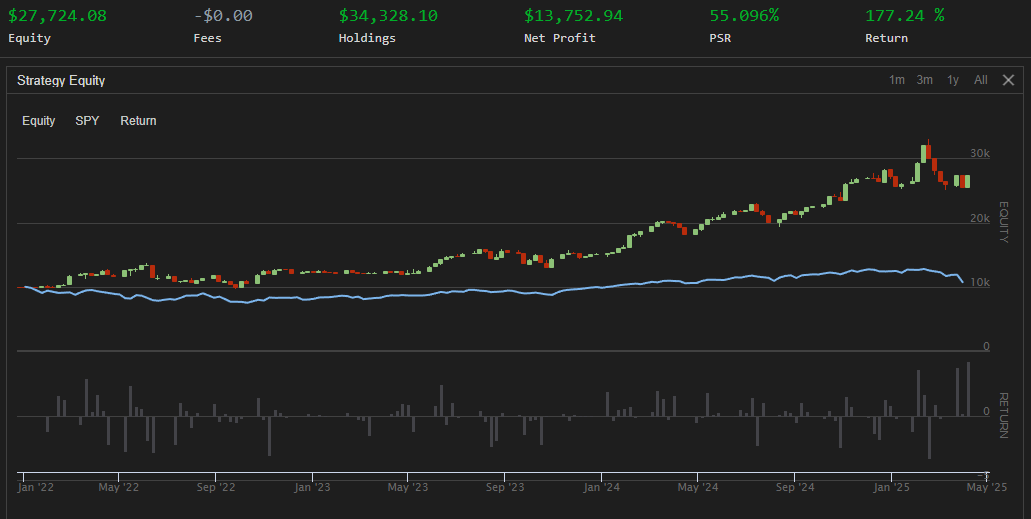 $27,724.08 -$0.00 $34,328.10 $13,752.94 55.096% 177.24 %
Equity Fees Holdings Net Profit PSR Return
Strategy Equity 1m 3m 1y All
Equity SPY Return
30k
20k
10k
0
EQUITY
0
RETURN
-5
Jan '22 May '22 Sep '22 Jan '23 May '23 Sep '23 Jan '24 May '24 Sep '24 Jan '25 May '25